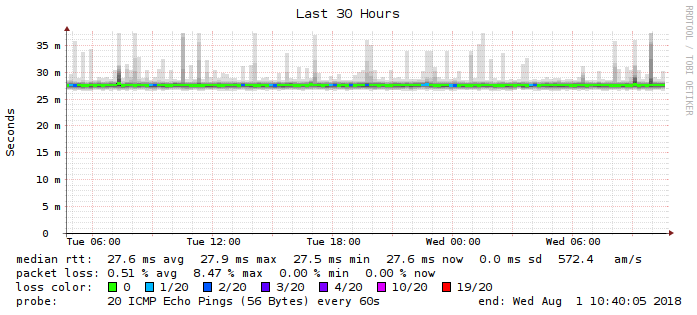 Last 30 Hours
RRDTOOL / TOBI OETIKER
Seconds
35 m
30 m
25 m
20 m
15 m
10 m
5 m
0
Tue 06:00 Tue 12:00 Tue 18:00 Wed 00:00 Wed 06:00
median rtt: 27.6 ms avg 27.9 ms max 27.5 ms min 27.6 ms now 0.0 ms sd 572.4 am/s
packet loss: 0.51 % avg 8.47 % max 0.00 % min 0.00 % now
loss color: 0 1/20 2/20 3/20 4/20 10/20 19/20
probe: 20 ICMP Echo Pings (56 Bytes) every 60s end: Wed Aug 1 10:40:05 2018